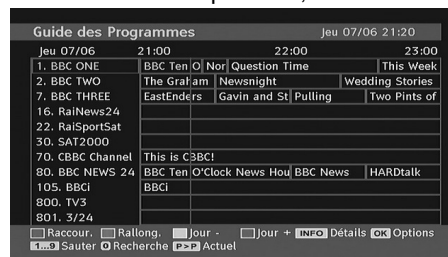 Guide des Programmes Jeu 07/06 21:20
Jeu 07/06 21:00 22:00 23:00
1. BBC ONE BBC Ten O Nor Question Time This Week
2. BBC TWO The Graham Newsnight Wedding Stories
7. BBC THREE EastEnders Gavin and St Pulling Two Pints of
16. RaiNews24
22. RaiSportSat
30. SAT2000
70. CBBC Channel This is CBBC!
80. BBC NEWS 24 BBC Ten O'Clock News Hou BBC News HARDtalk
105. BBCi BBCi
800. TV3
801. 3/24
Raccour. Rallong. Jour - Jour + INFO Détails OK Options
1...9 Sauter 0 Recherche P>P Actuel